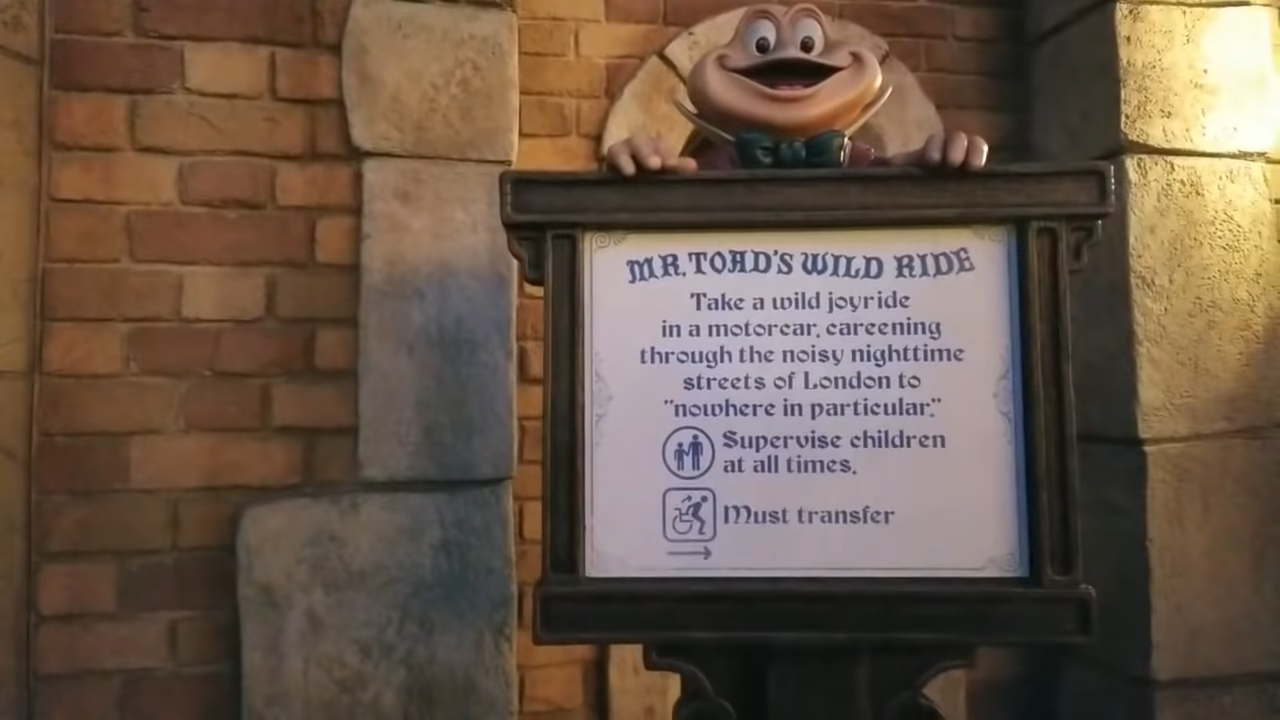 MR. TOAD'S WILD RIDE
Take a wild joyride
in a motorcar, careening
through the noisy nighttime
streets of London to
"nowhere in particular."
Supervise children
at all times.
Must transfer